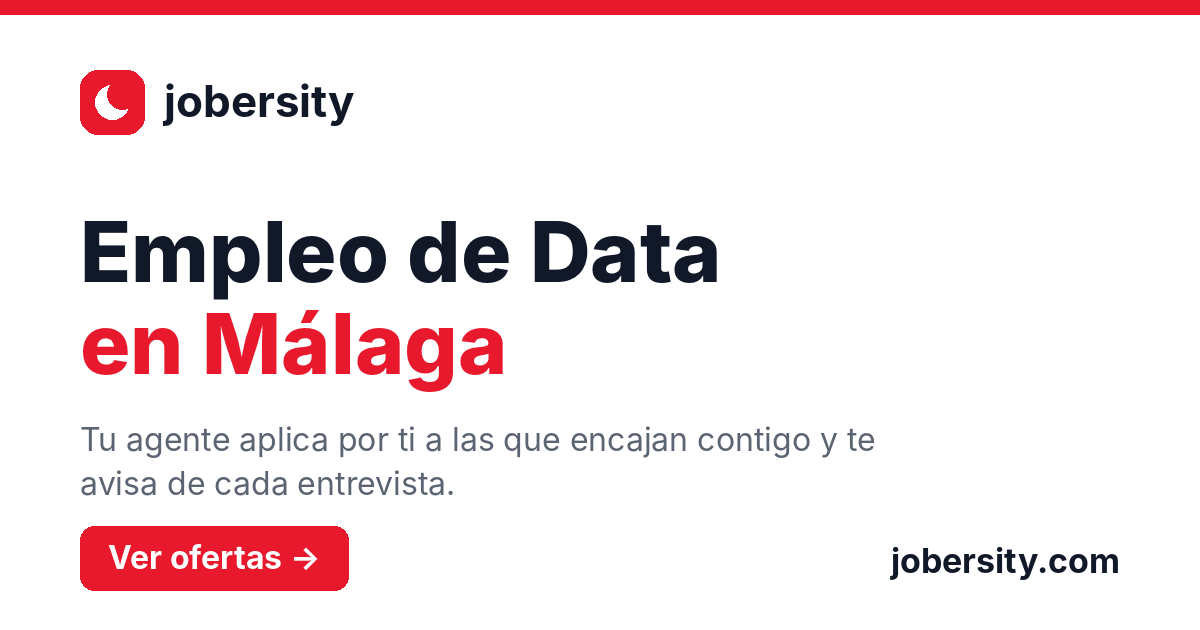 jobersity
Empleo de Data
en Málaga
Tu agente aplica por ti a las que encajan contigo y te
avisa de cada entrevista.
Ver ofertas →
jobersity.com